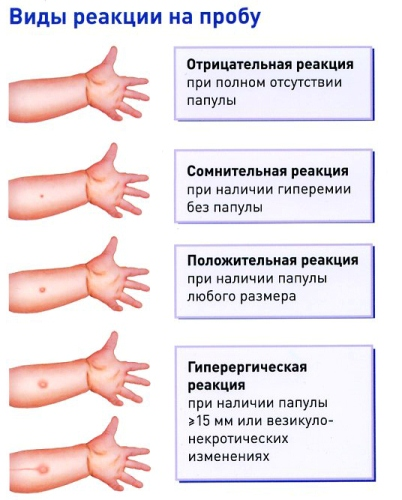 Виды реакции на пробу
Отрицательная реакция
при полном отсутствии
папулы
Сомнительная реакция
при наличии гиперемии
без папулы
Положительная реакция
при наличии папулы
любого размера
Гиперергическая
реакция
при наличии папулы
≥15 мм или везикуло-
некротических
изменениях